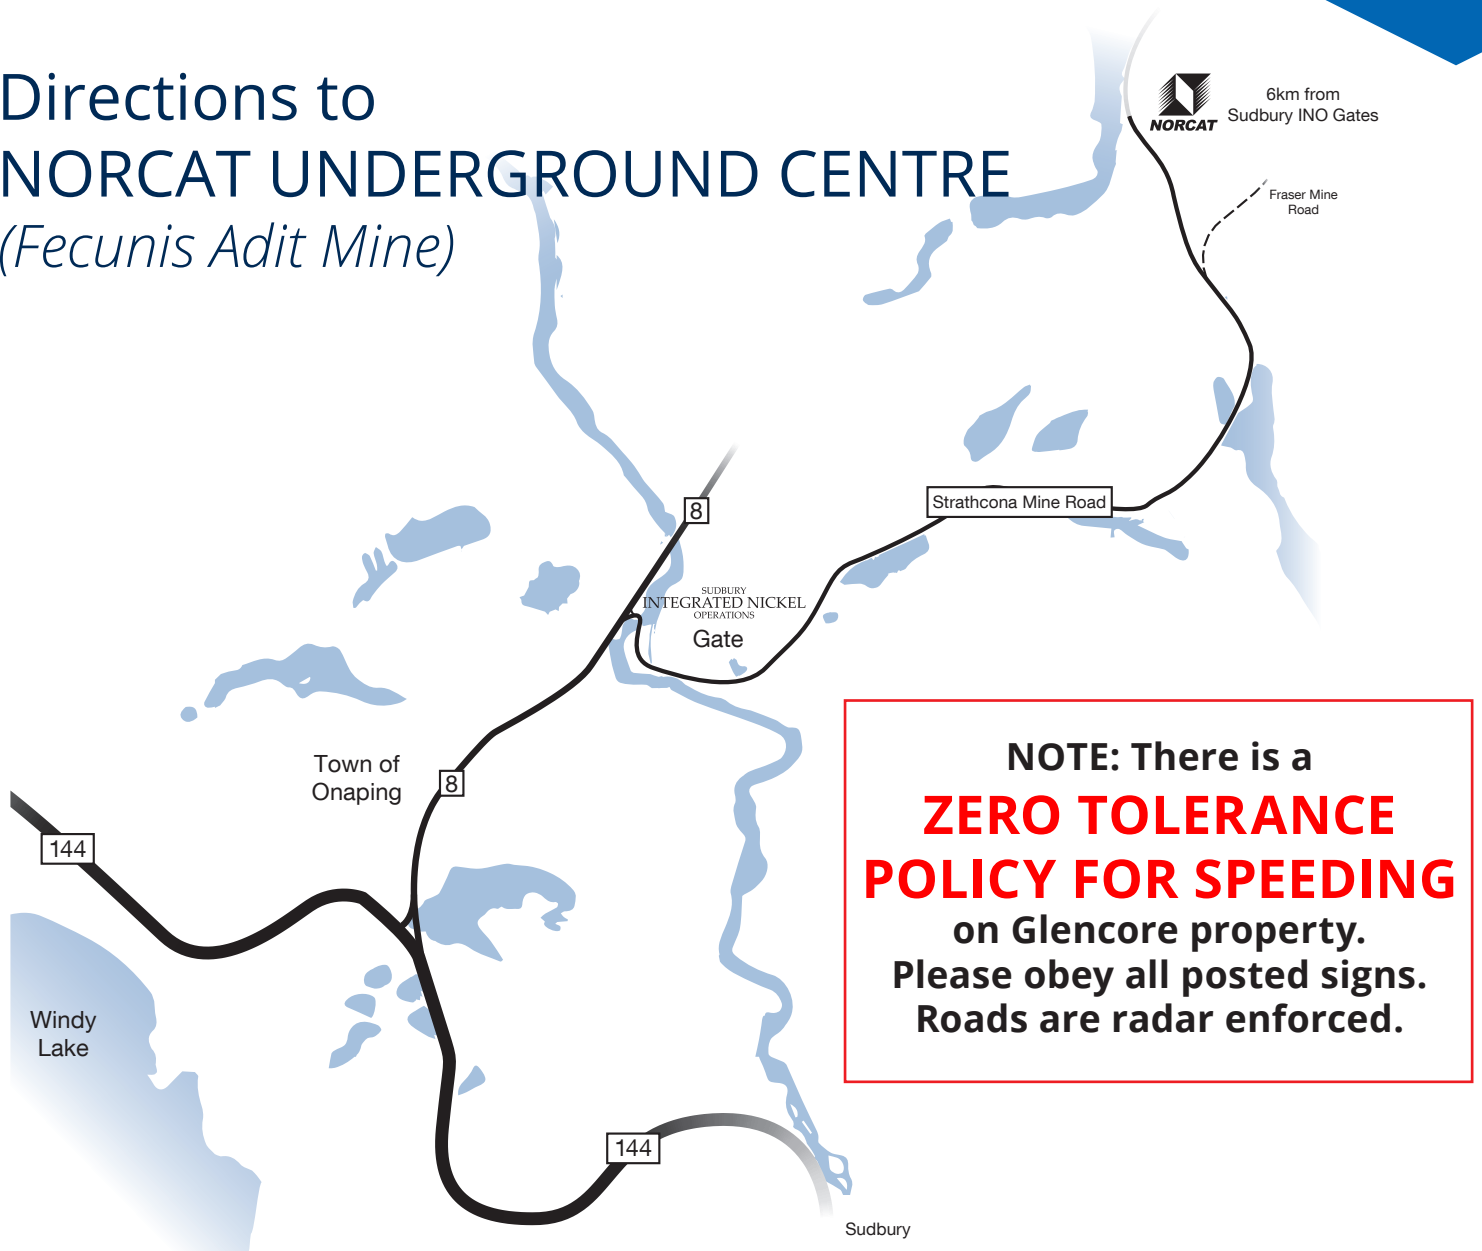 Directions to
NORCAT UNDERGROUND CENTRE
(Fecunis Adit Mine)
NORCAT
6km from
Sudbury INO Gates
Fraser Mine
Road
Strathcona Mine Road
8
SUDBURY
INTEGRATED NICKEL
OPERATIONS
Gate
Town of
Onaping
8
144
Windy
Lake
144
Sudbury
NOTE: There is a
ZERO TOLERANCE
POLICY FOR SPEEDING
on Glencore property.
Please obey all posted signs.
Roads are radar enforced.